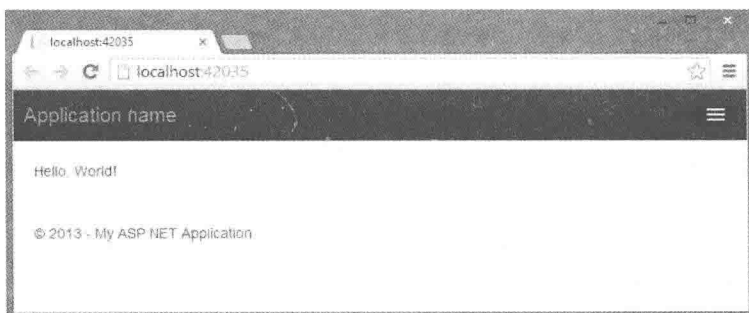 localhost:42035
localhost:42035
Application name
Hello, World!
© 2013 - My ASP.NET Application